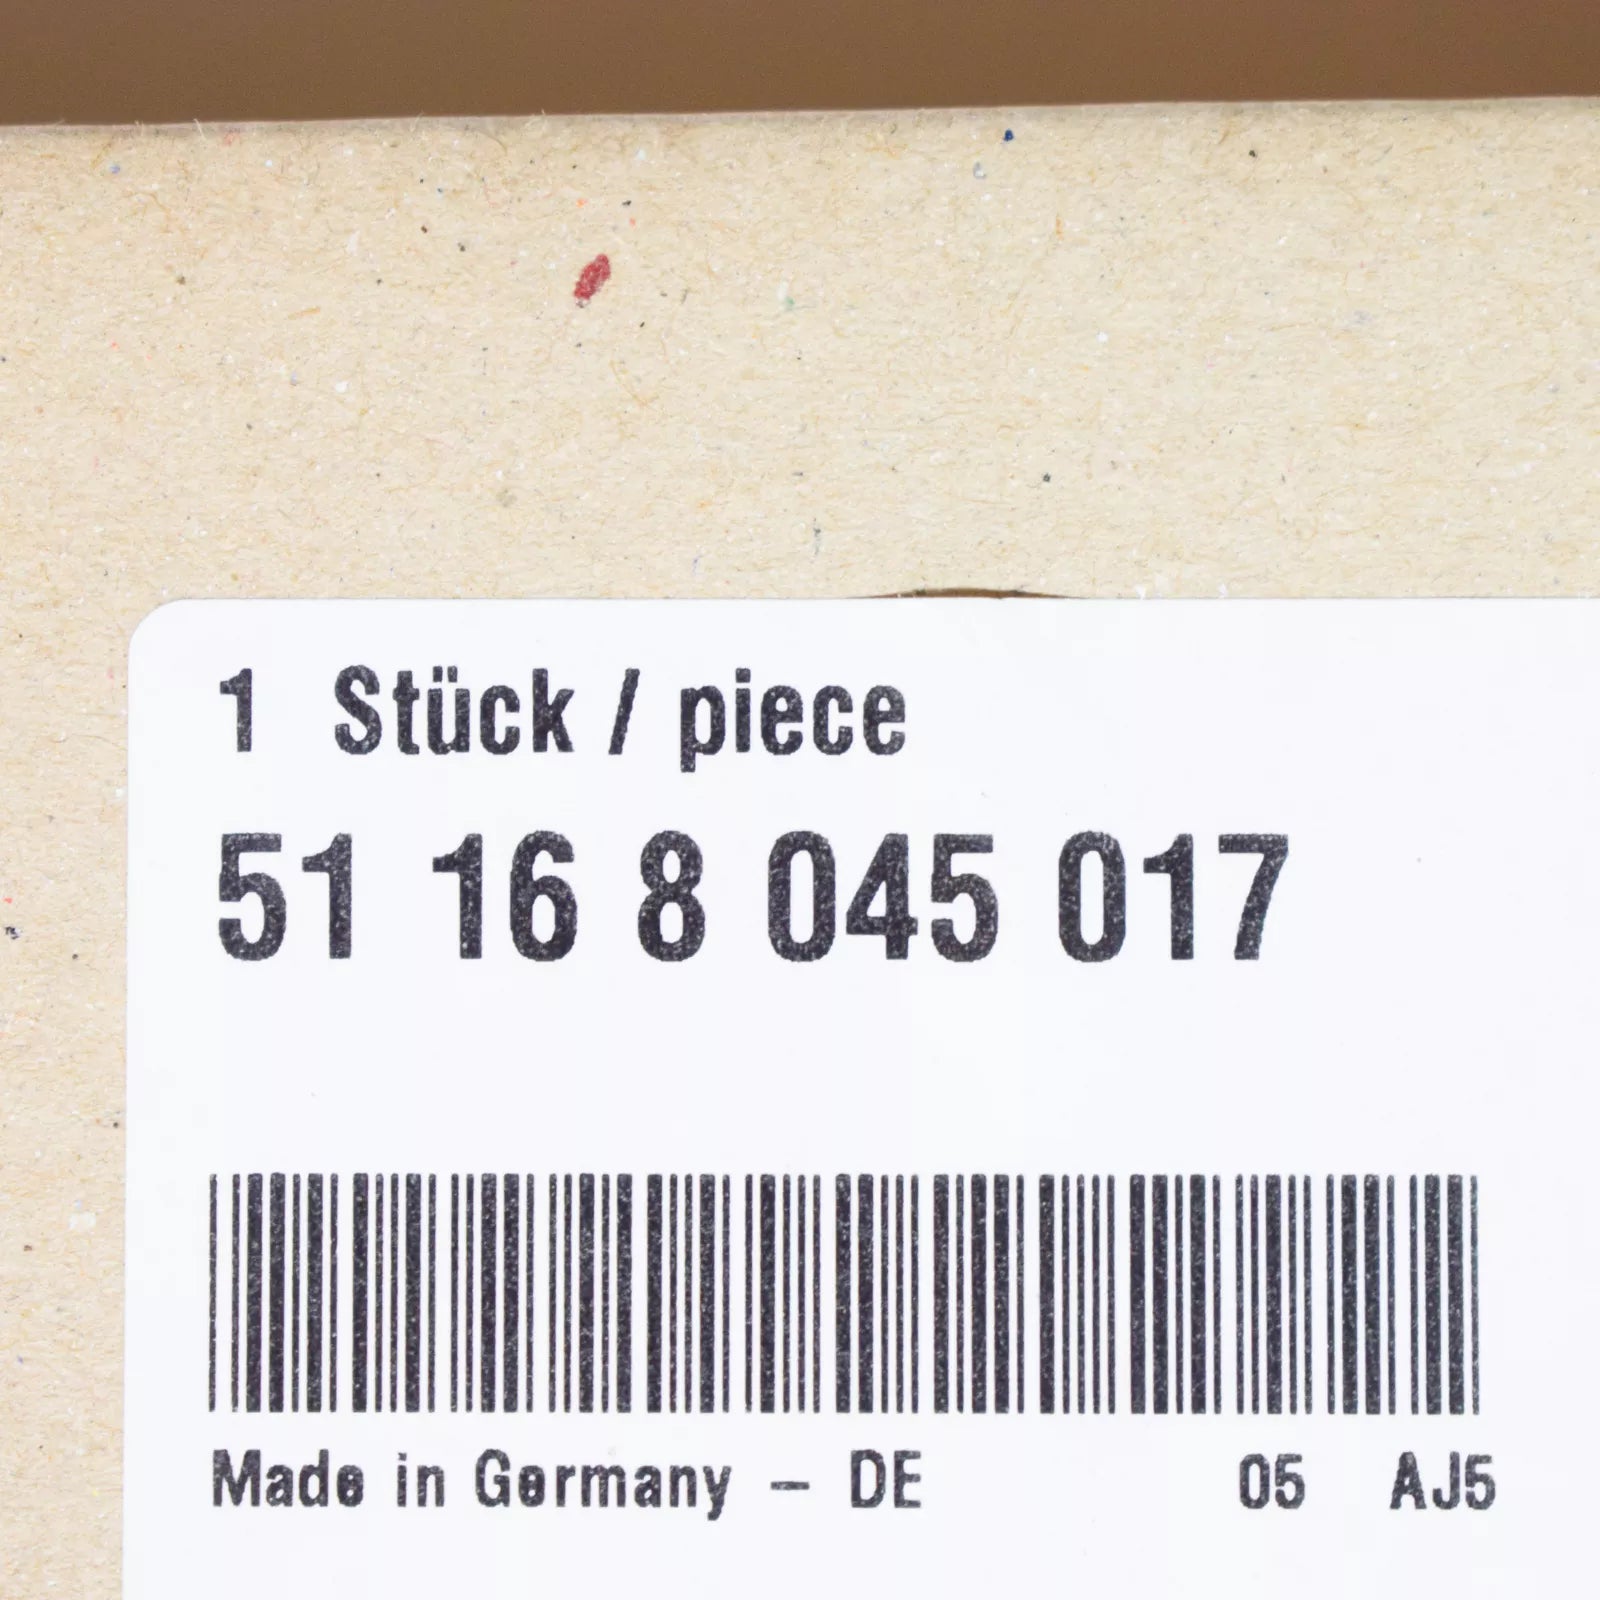 1 Stück / piece
51 16 8 045 017
Made in Germany – DE 05 AJ5